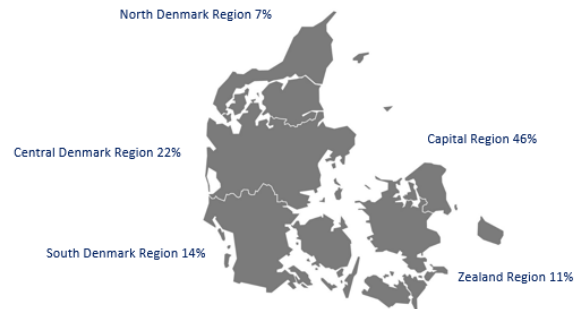 North Denmark Region 7%
Capital Region 46%
Central Denmark Region 22%
South Denmark Region 14%
Zealand Region 11%